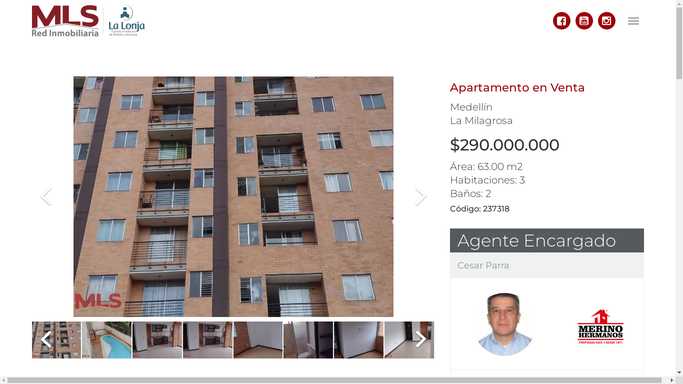 MLS
Red Inmobiliaria
La Lonja
Apartamento en Venta
Medellín
La Milagrosa
$290.000.000
Área: 63.00 m2
Habitaciones: 3
Baños: 2
Código: 237318
MLS
Agente Encargado
Cesar Parra
MERINO
HERMANOS